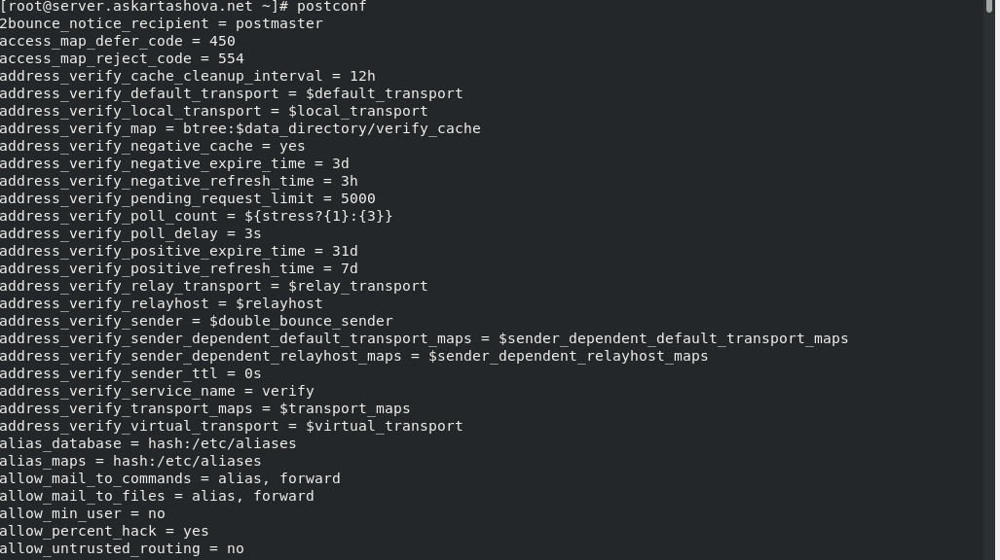 [root@server.askartashova.net ~]# postconf
2bounce_notice_recipient = postmaster
access_map_defer_code = 450
access_map_reject_code = 554
address_verify_cache_cleanup_interval = 12h
address_verify_default_transport = $default_transport
address_verify_local_transport = $local_transport
address_verify_map = btree:$data_directory/verify_cache
address_verify_negative_cache = yes
address_verify_negative_expire_time = 3d
address_verify_negative_refresh_time = 3h
address_verify_pending_request_limit = 5000
address_verify_poll_count = ${stress?{1}:{3}}
address_verify_poll_delay = 3s
address_verify_positive_expire_time = 31d
address_verify_positive_refresh_time = 7d
address_verify_relay_transport = $relay_transport
address_verify_relayhost = $relayhost
address_verify_sender = $double_bounce_sender
address_verify_sender_dependent_default_transport_maps = $sender_dependent_default_transport_maps
address_verify_sender_dependent_relayhost_maps = $sender_dependent_relayhost_maps
address_verify_sender_ttl = 0s
address_verify_service_name = verify
address_verify_transport_maps = $transport_maps
address_verify_virtual_transport = $virtual_transport
alias_database = hash:/etc/aliases
alias_maps = hash:/etc/aliases
allow_mail_to_commands = alias, forward
allow_mail_to_files = alias, forward
allow_min_user = no
allow_percent_hack = yes
allow_untrusted_routing = no